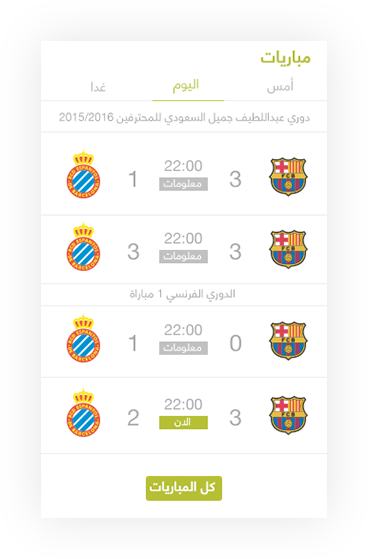 مباريات
أمس اليوم غدا
دوري عبداللطيف جميل السعودي للمحترفين 2015/2016
3 22:00 1
معلومات
3 22:00 3
معلومات
الدوري الفرنسي 1 مباراة
0 22:00 1
معلومات
3 22:00 2
الان
كل المباريات